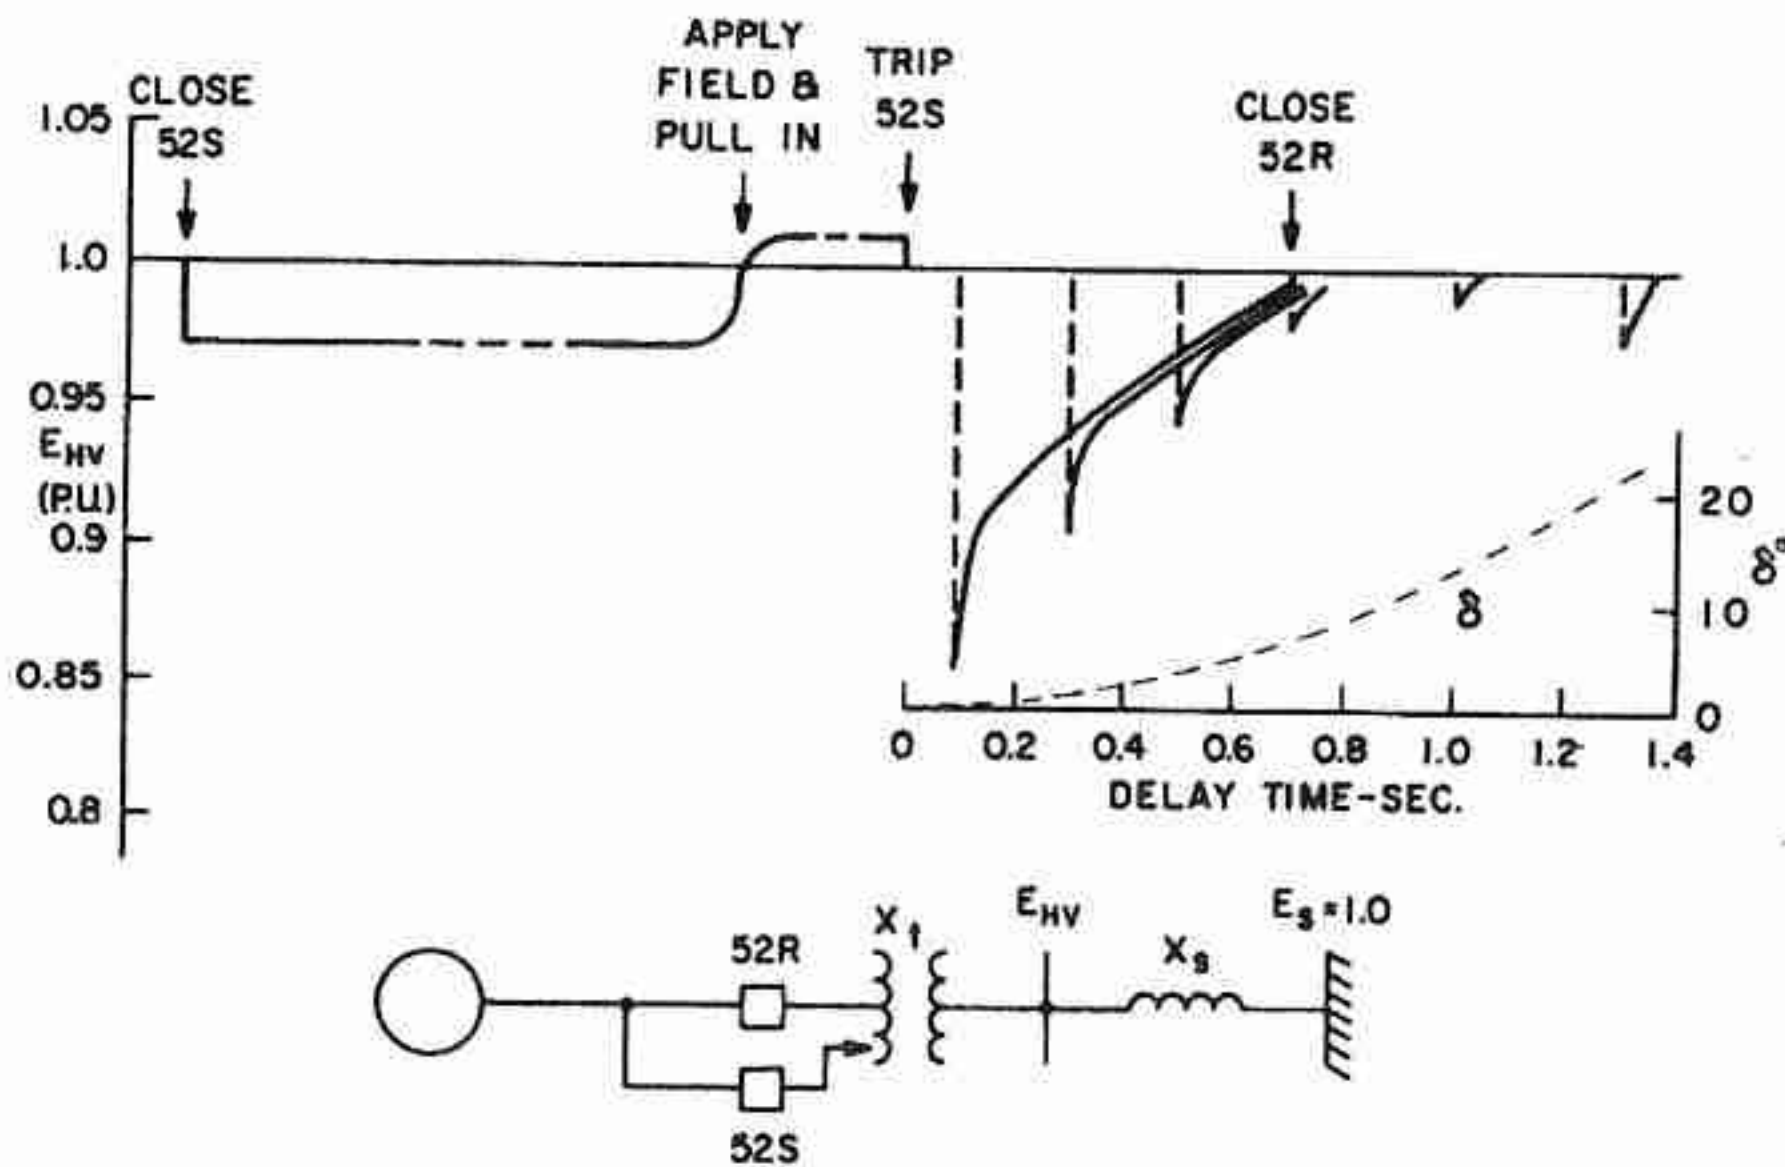 APPLY
FIELD &
PULL IN
TRIP
52S
CLOSE
52S
CLOSE
52R
1.05
1.0
0.95
E_HV
(P.U.)
0.9
0.85
0.8
20
δ°
10
δ
0
0 0.2 0.4 0.6 0.8 1.0 1.2 1.4
DELAY TIME-SEC.
52R
X_t
E_HV
X_s
E_s=1.0
52S